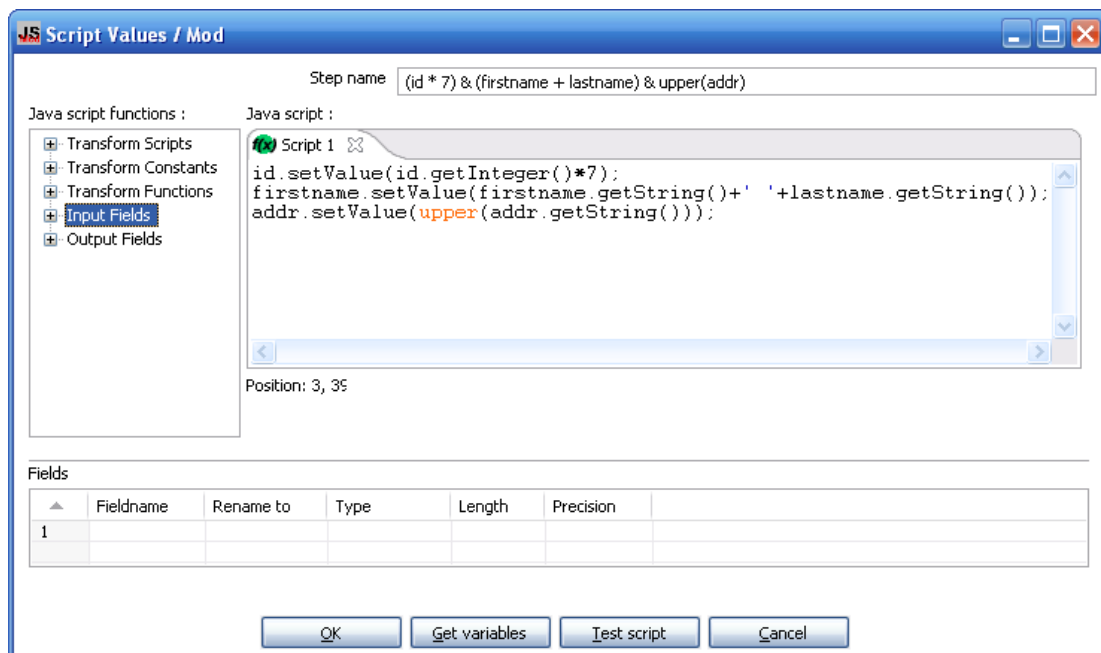 JS Script Values / Mod
Step name (id * 7) & (firstname + lastname) & upper(addr)
Java script functions :
Transform Scripts
Transform Constants
Transform Functions
Input Fields
Output Fields
Java script :
f(x) Script 1
id.setValue(id.getInteger()*7);
firstname.setValue(firstname.getString()+' '+lastname.getString());
addr.setValue(upper(addr.getString()));
Position: 3, 39
Fields
Fieldname Rename to Type Length Precision
1
OK Get variables Test script Cancel